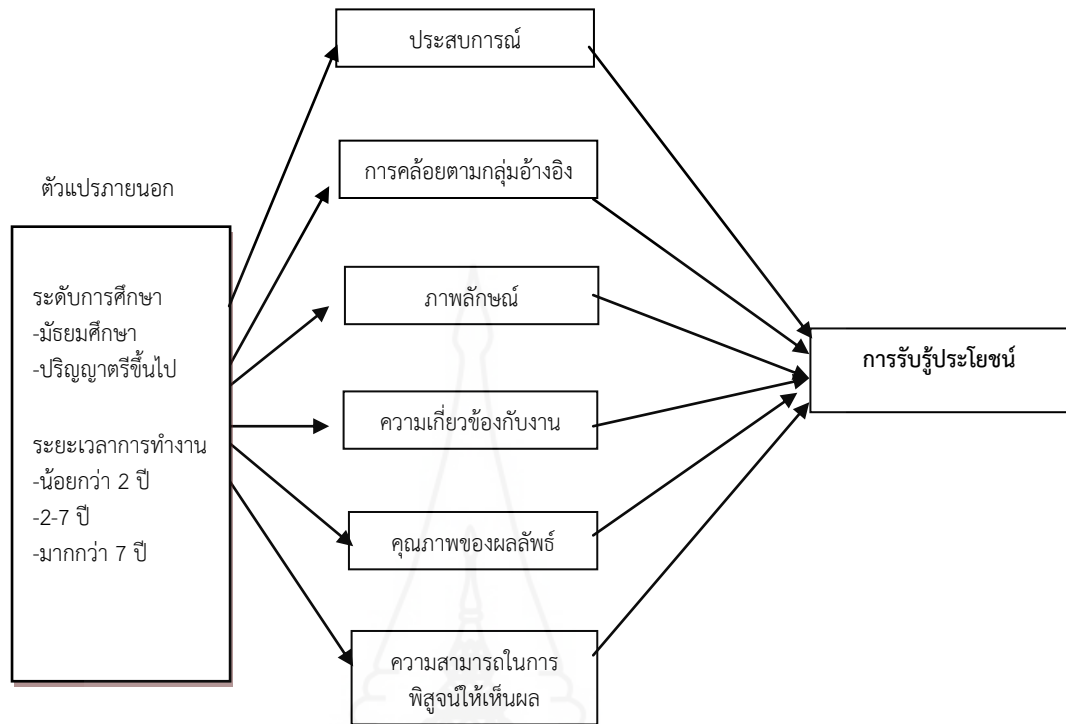 ประสบการณ์
การคล้อยตามกลุ่มอ้างอิง
ตัวแปรภายนอก
ระดับการศึกษา
-มัธยมศึกษา
-ปริญญาตรีขึ้นไป
ระยะเวลาการทำงาน
-น้อยกว่า 2 ปี
-2-7 ปี
-มากกว่า 7 ปี
ภาพลักษณ์
ความเกี่ยวข้องกับงาน
คุณภาพของผลลัพธ์
ความสามารถในการ
พิสูจน์ให้เห็นผล
การรับรู้ประโยชน์